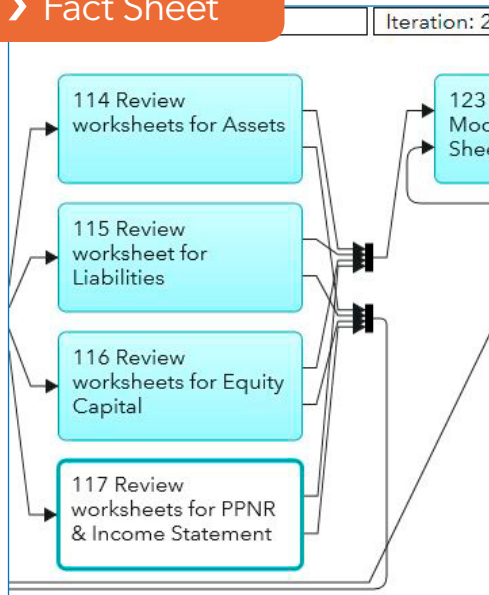 Fact Sheet
Iteration: 2
114 Review
worksheets for Assets
123
115 Review
worksheet for
Liabilities
116 Review
worksheets for Equity
Capital
117 Review
worksheets for PPNR
& Income Statement